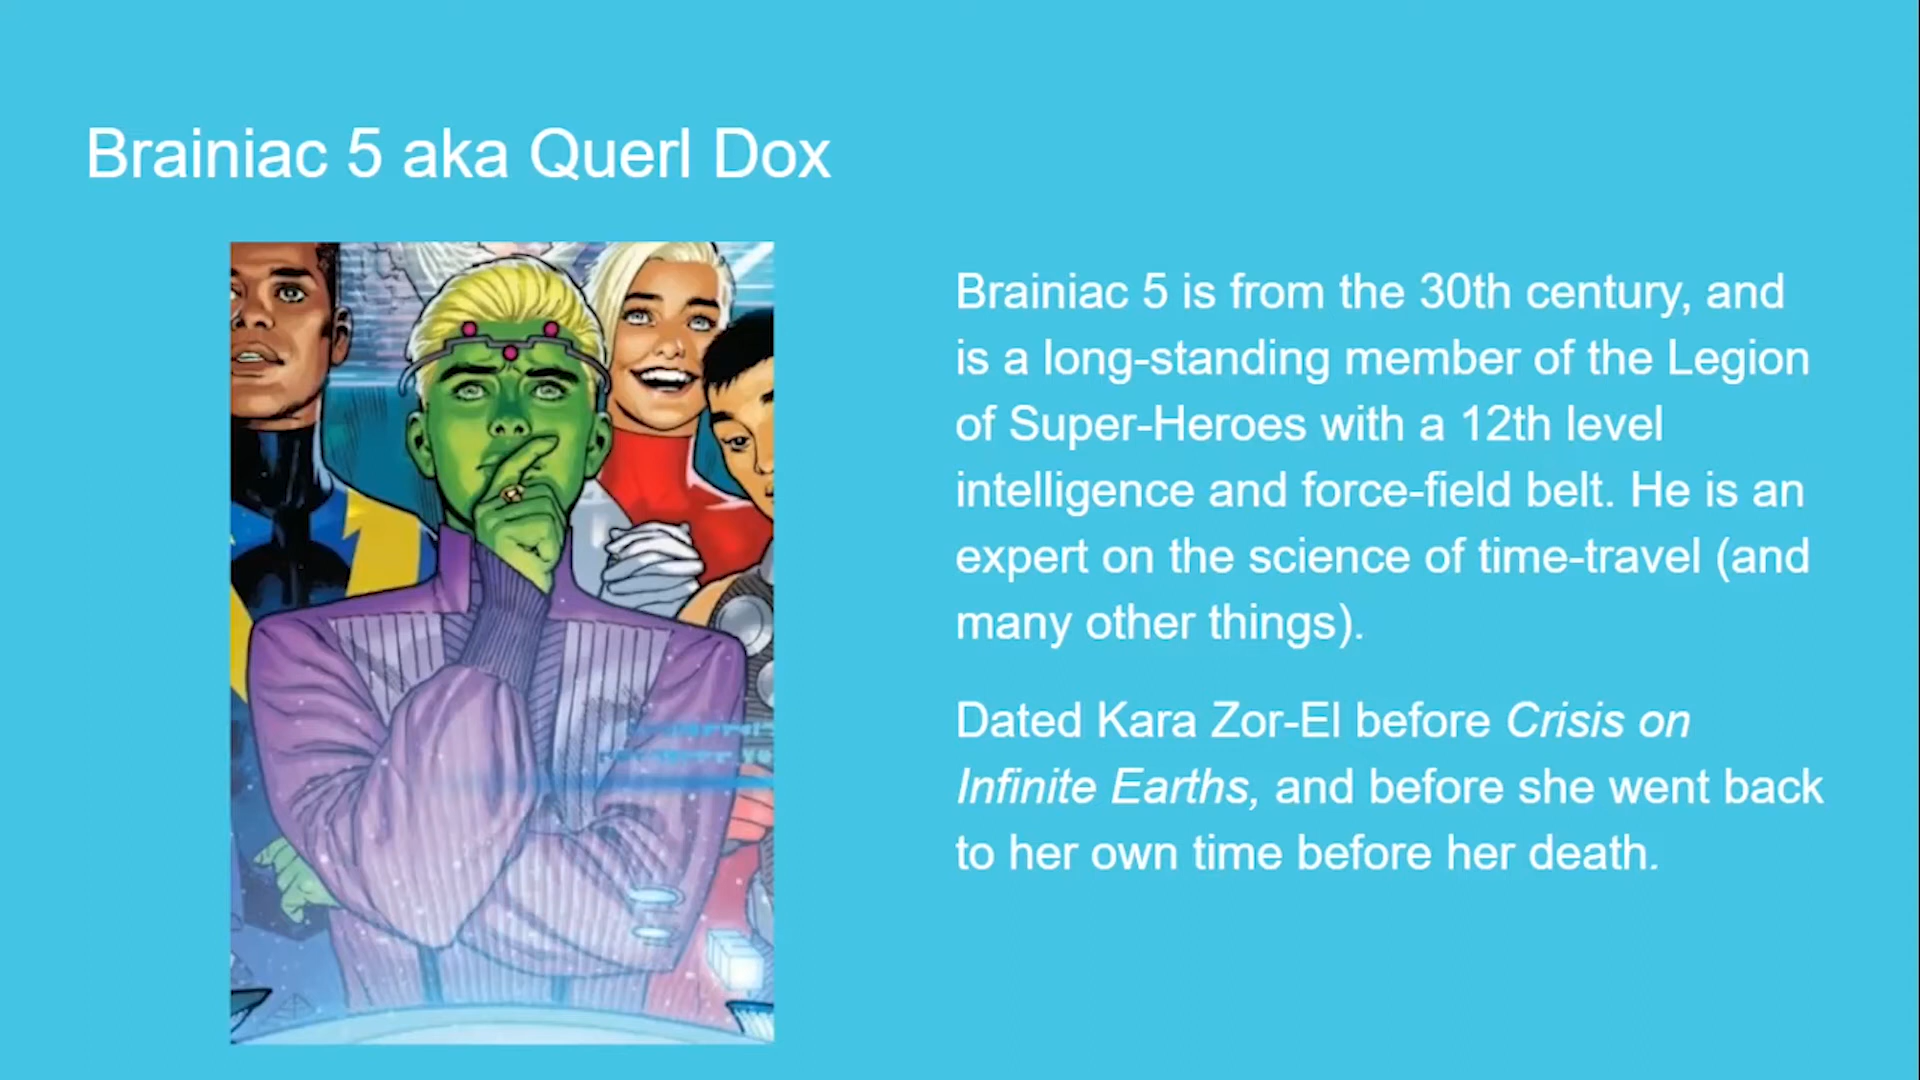 Brainiac 5 aka Querl Dox
Brainiac 5 is from the 30th century, and
is a long-standing member of the Legion
of Super-Heroes with a 12th level
intelligence and force-field belt. He is an
expert on the science of time-travel (and
many other things).
Dated Kara Zor-El before Crisis on
Infinite Earths, and before she went back
to her own time before her death.